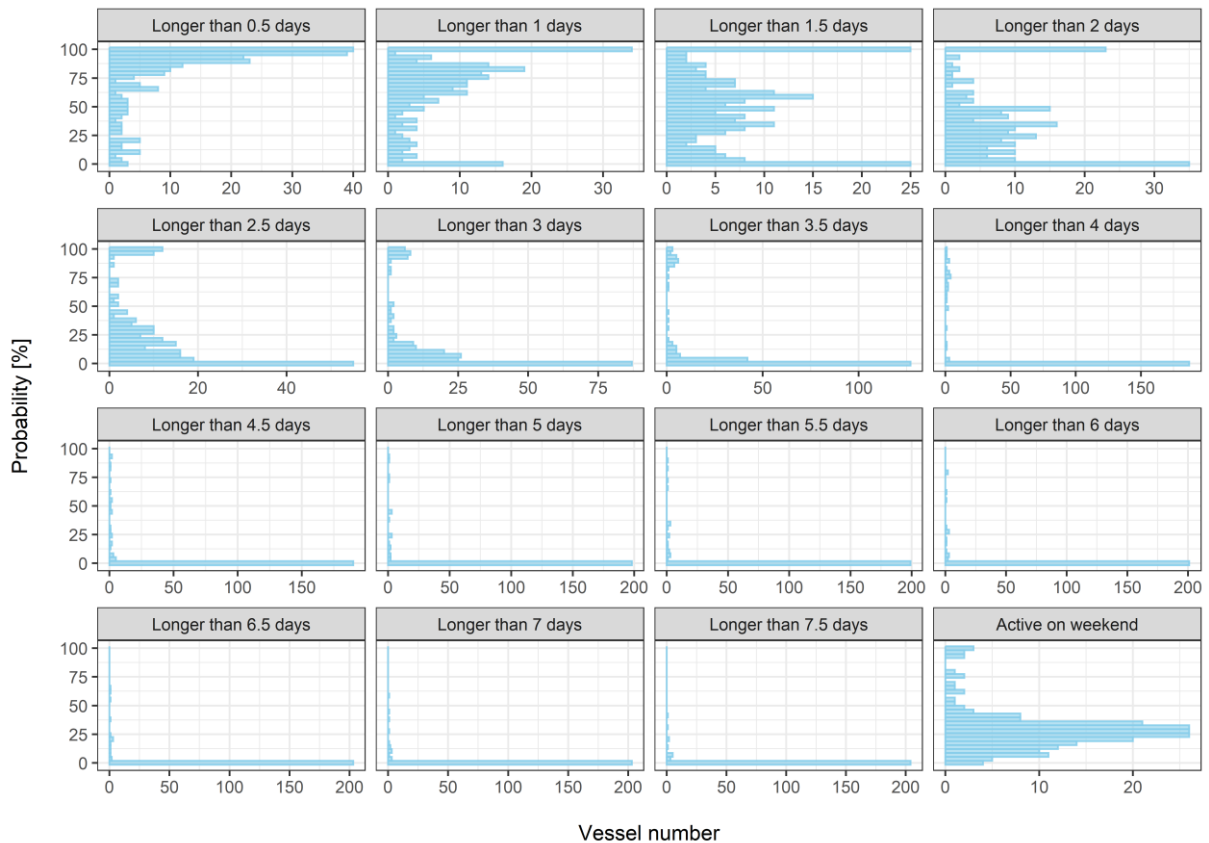 Longer than 0.5 days Longer than 1 days Longer than 1.5 days Longer than 2 days
100
75
50
25
0
0 10 20 30 40 0 10 20 30 0 5 10 15 20 25 0 10 20 30
Longer than 2.5 days Longer than 3 days Longer than 3.5 days Longer than 4 days
100
75
50
25
0
0 20 40 0 25 50 75 0 50 100 0 50 100 150
Longer than 4.5 days Longer than 5 days Longer than 5.5 days Longer than 6 days
100
75
50
25
0
0 50 100 150 0 50 100 150 200 0 50 100 150 200 0 50 100 150 200
Longer than 6.5 days Longer than 7 days Longer than 7.5 days Active on weekend
100
75
50
25
0
0 50 100 150 200 0 50 100 150 200 0 50 100 150 200 0 10 20
Probability [%]
Vessel number